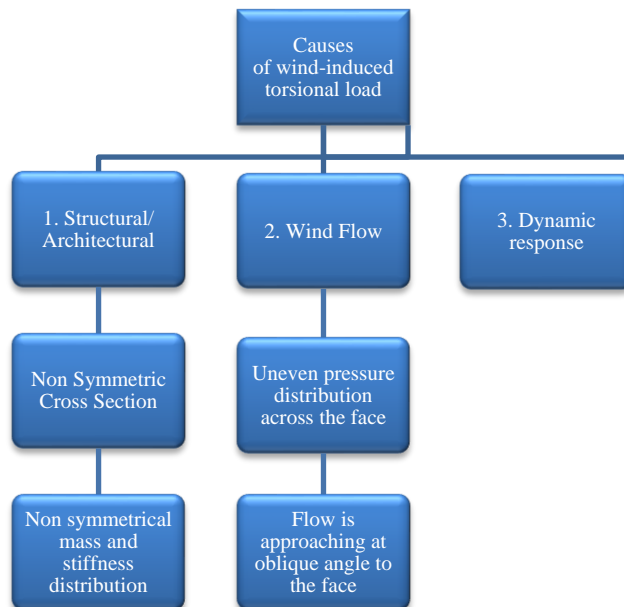 Causes
of wind-induced
torsional load
1. Structural/
Architectural
2. Wind Flow
3. Dynamic
response
Non Symmetric
Cross Section
Uneven pressure
distribution
across the face
Non symmetrical
mass and
stiffness
distribution
Flow is
approaching at
oblique angle to
the face